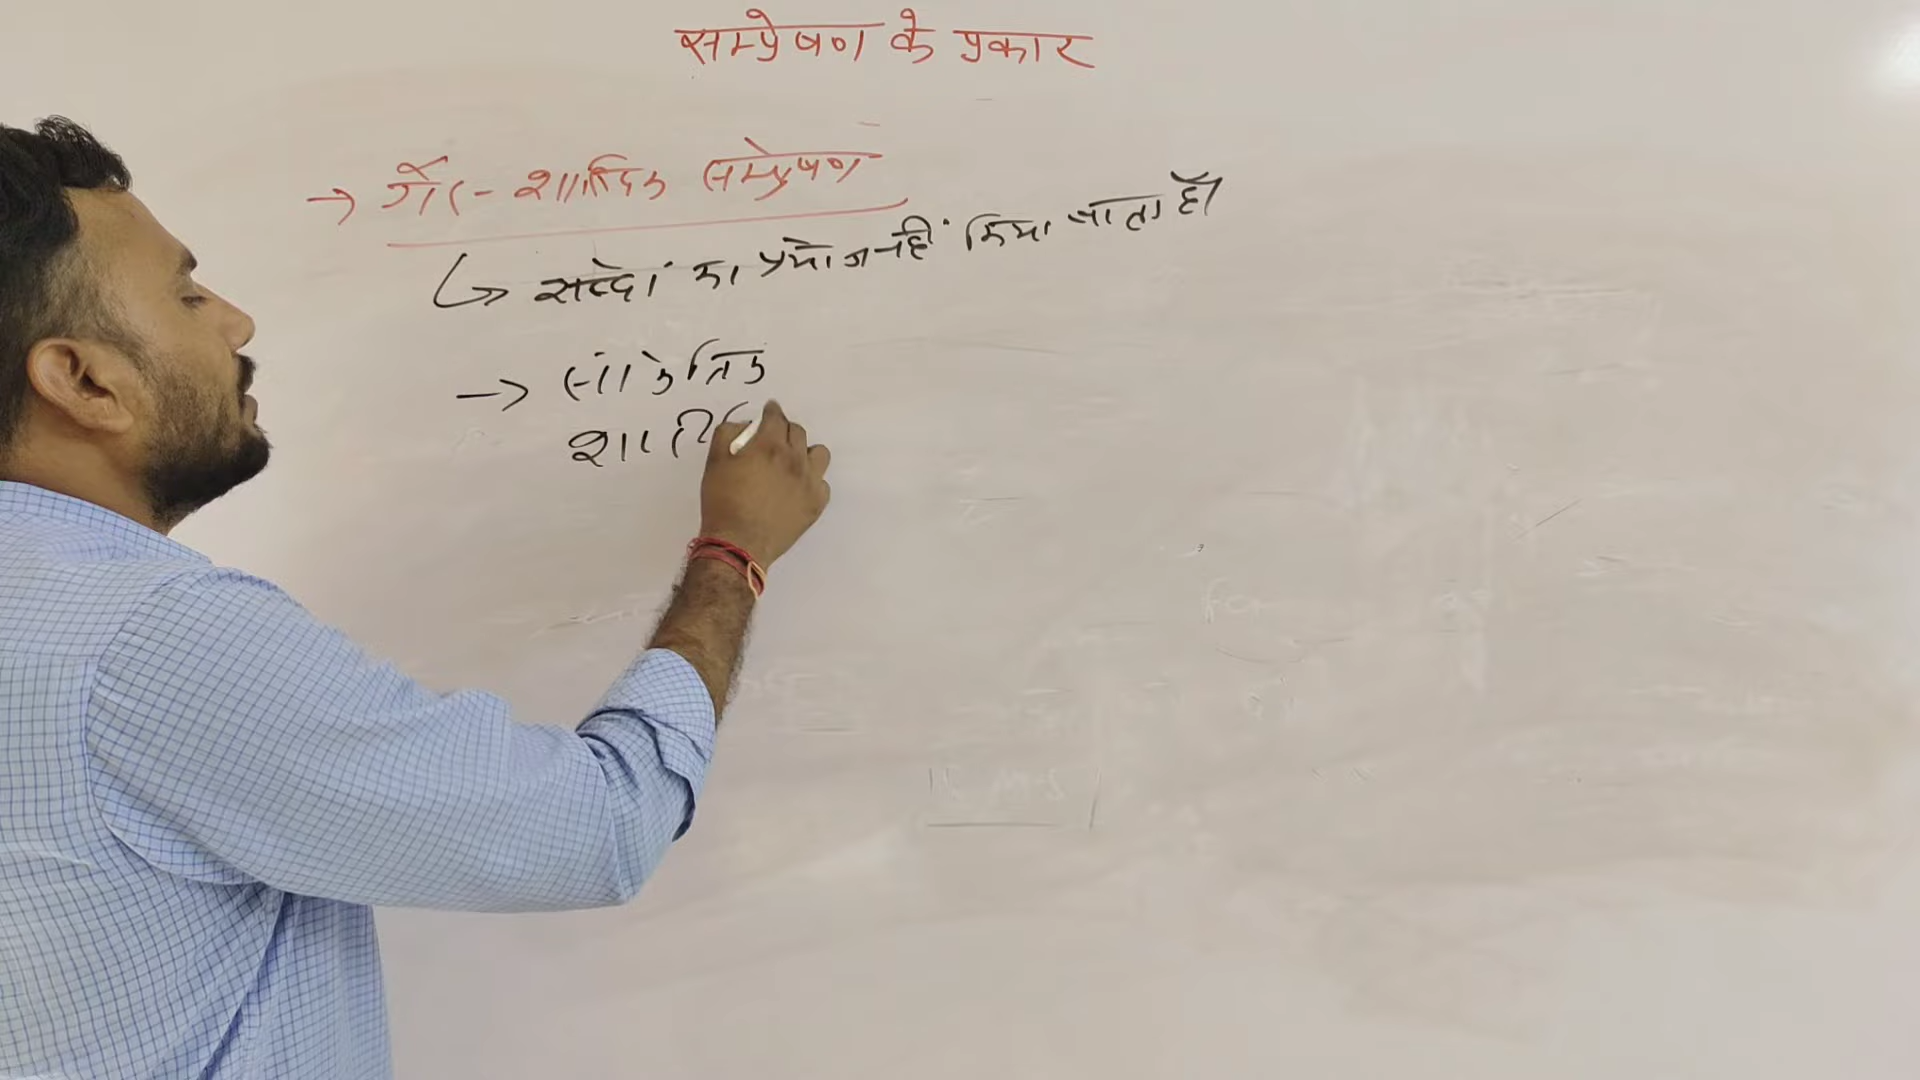 सम्प्रेषण के प्रकार
→ गैर-शाब्दिक सम्प्रेषण
↳ शब्दों का प्रयोग नहीं किया जाता है।
→ सांकेतिक